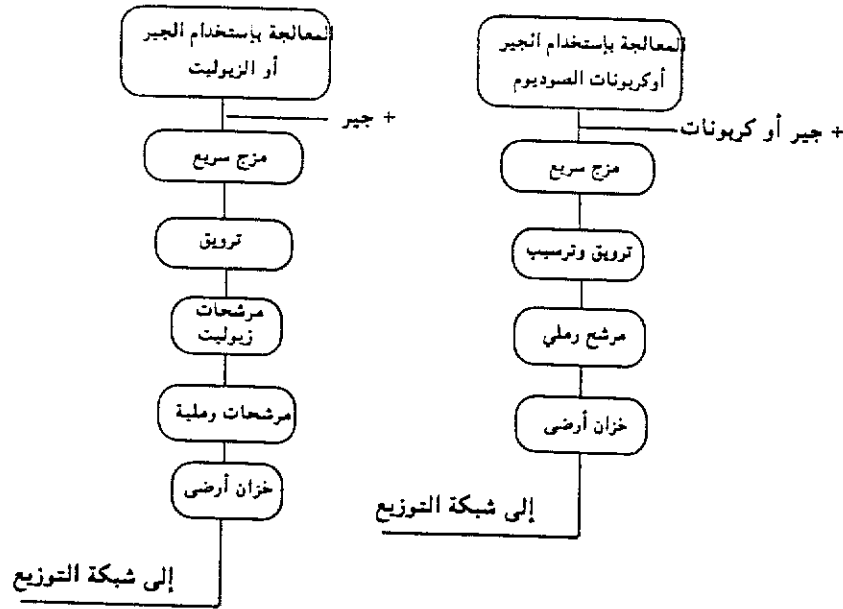 المعالجة بإستخدام الجير
أوكربونات الصوديوم
+ جير أو كربونات
مزج سريع
ترويق وترسيب
مرشح رملي
خزان أرضى
إلى شبكة التوزيع
المعالجة بإستخدام الجير
أو الزيوليت
+ جير
مزج سريع
ترويق
مرشحات
زيوليت
مرشحات رملية
خزان أرضى
إلى شبكة التوزيع